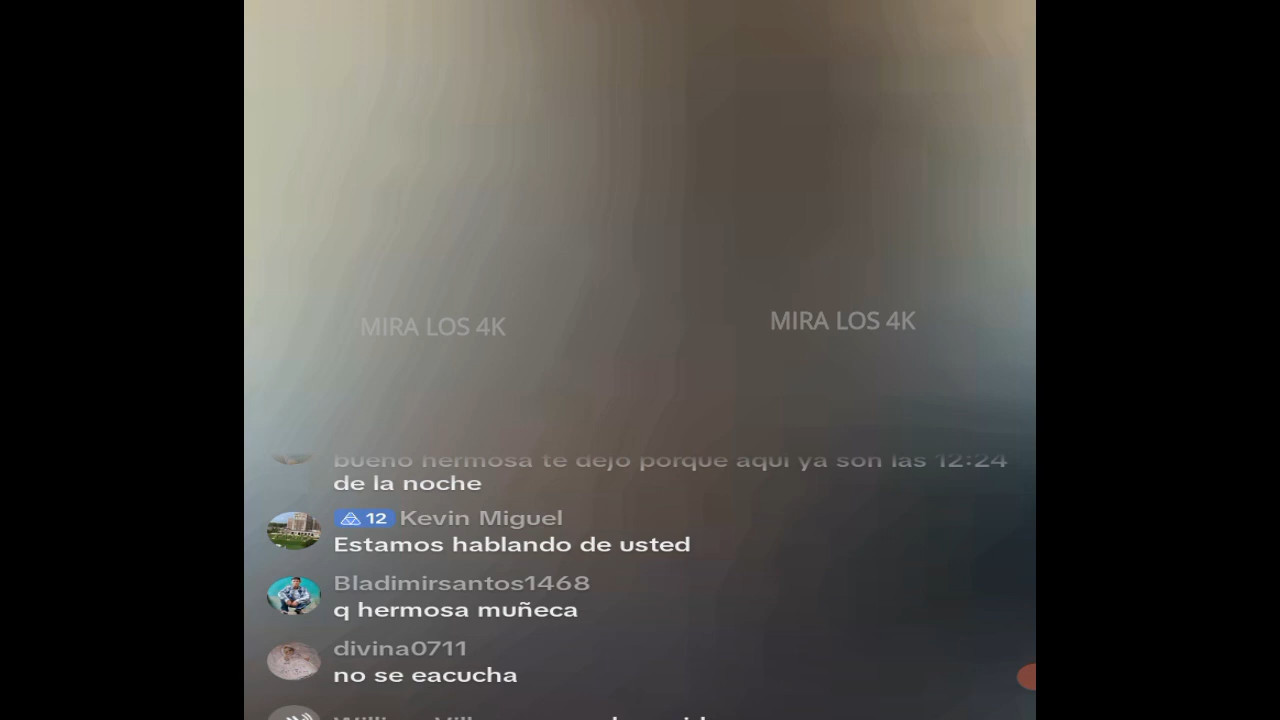 MIRA LOS 4K
MIRA LOS 4K
bueno hermosa te dejo porque aqui ya son las 12:24
de la noche
12 Kevin Miguel
Estamos hablando de usted
Bladimirsantos1468
q hermosa muñeca
divina0711
no se eacucha